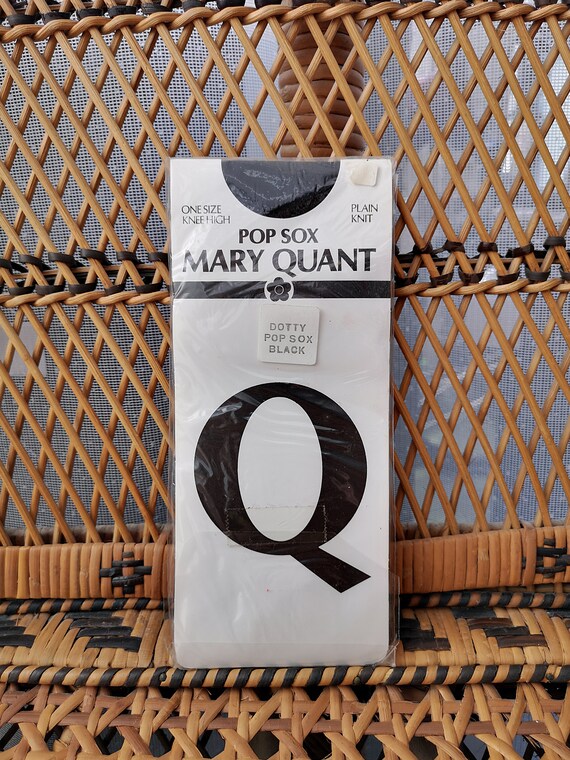 ONE SIZE
KNEE HIGH
PLAIN
KNIT
POP SOX
MARY QUANT
DOTTY
POP SOX
BLACK
Q